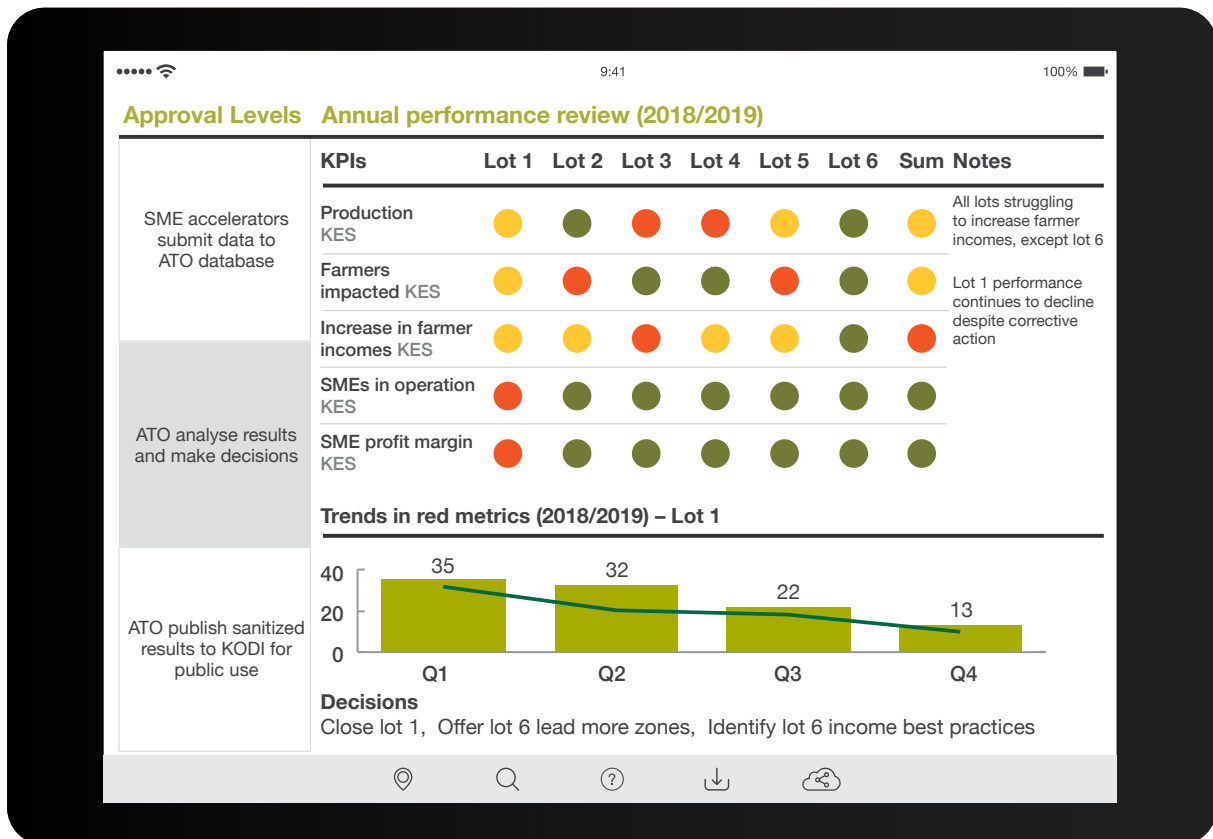 9:41
100%
Approval Levels
Annual performance review (2018/2019)
SME accelerators
submit data to
ATO database
ATO analyse results
and make decisions
ATO publish sanitized
results to KODI for
public use
KPIs Lot 1 Lot 2 Lot 3 Lot 4 Lot 5 Lot 6 Sum Notes
Production
KES
Farmers
impacted KES
Increase in farmer
incomes KES
SMEs in operation
KES
SME profit margin
KES
All lots struggling
to increase farmer
incomes, except lot 6
Lot 1 performance
continues to decline
despite corrective
action
Trends in red metrics (2018/2019) – Lot 1
40
20
0
35
32
22
13
Q1 Q2 Q3 Q4
Decisions
Close lot 1, Offer lot 6 lead more zones, Identify lot 6 income best practices
?